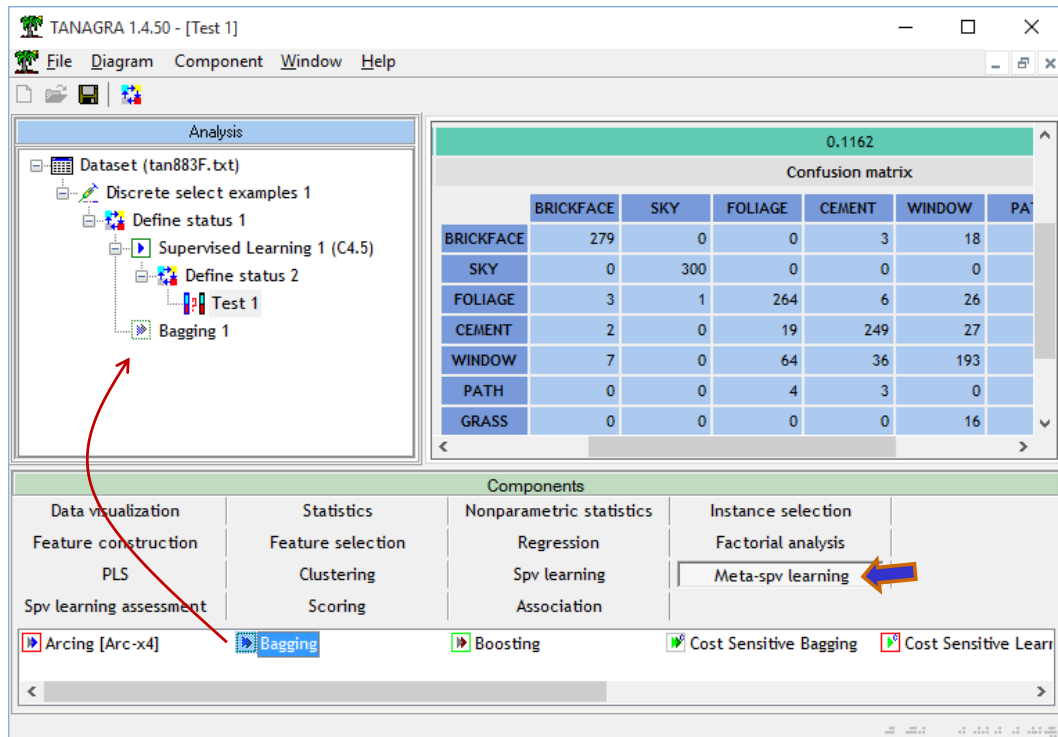 TANAGRA 1.4.50 - [Test 1]
File Diagram Component Window Help
Analysis
Dataset (tan883F.txt)
Discrete select examples 1
Define status 1
Supervised Learning 1 (C4.5)
Define status 2
Test 1
Bagging 1
0.1162
Confusion matrix
BRICKFACE SKY FOLIAGE CEMENT WINDOW
BRICKFACE 279 0 0 3 18
SKY 0 300 0 0 0
FOLIAGE 3 1 264 6 26
CEMENT 2 0 19 249 27
WINDOW 7 0 64 36 193
PATH 0 0 4 3 0
GRASS 0 0 0 0 16
Components
Data visualization Statistics Nonparametric statistics Instance selection
Feature construction Feature selection Regression Factorial analysis
PLS Clustering Spv learning Meta-spv learning
Spv learning assessment Scoring Association
Arcing [Arc-x4] Bagging Boosting Cost Sensitive Bagging Cost Sensitive Learn